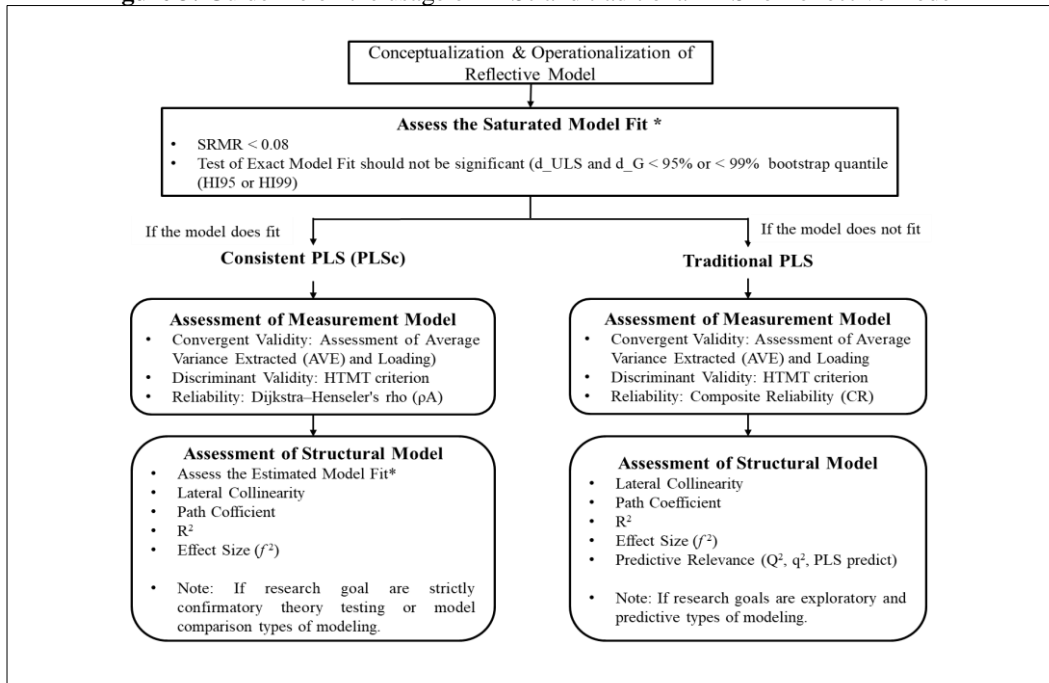 Conceptualization & Operationalization of
Reflective Model
Assess the Saturated Model Fit *
• SRMR < 0.08
• Test of Exact Model Fit should not be significant (d_ULS and d_G < 95% or < 99% bootstrap quantile
(HI95 or HI99)
If the model does fit
If the model does not fit
Consistent PLS (PLSc)
Traditional PLS
Assessment of Measurement Model
• Convergent Validity: Assessment of Average
Variance Extracted (AVE) and Loading)
• Discriminant Validity: HTMT criterion
• Reliability: Dijkstra–Henseler's rho (ρA)
Assessment of Measurement Model
• Convergent Validity: Assessment of Average
Variance Extracted (AVE) and Loading
• Discriminant Validity: HTMT criterion
• Reliability: Composite Reliability (CR)
Assessment of Structural Model
• Assess the Estimated Model Fit*
• Lateral Collinearity
• Path Cofficient
• R²
• Effect Size (f²)
• Note: If research goal are strictly
confirmatory theory testing or model
comparison types of modeling.
Assessment of Structural Model
• Lateral Collinearity
• Path Coefficient
• R²
• Effect Size (f²)
• Predictive Relevance (Q², q², PLS predict)
• Note: If research goals are exploratory and
predictive types of modeling.